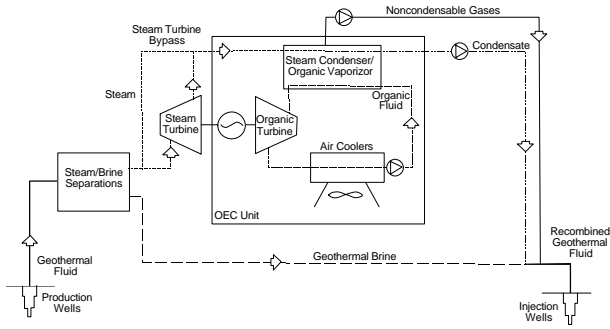 Noncondensable Gases
Steam Turbine
Bypass
Condensate
Steam Condenser/
Organic Vaporizor
Steam
Organic
Fluid
Steam
Turbine
Organic
Turbine
Air Coolers
Steam/Brine
Separations
OEC Unit
Recombined
Geothermal
Fluid
Geothermal Brine
Geothermal
Fluid
Production
Wells
Injection
Wells